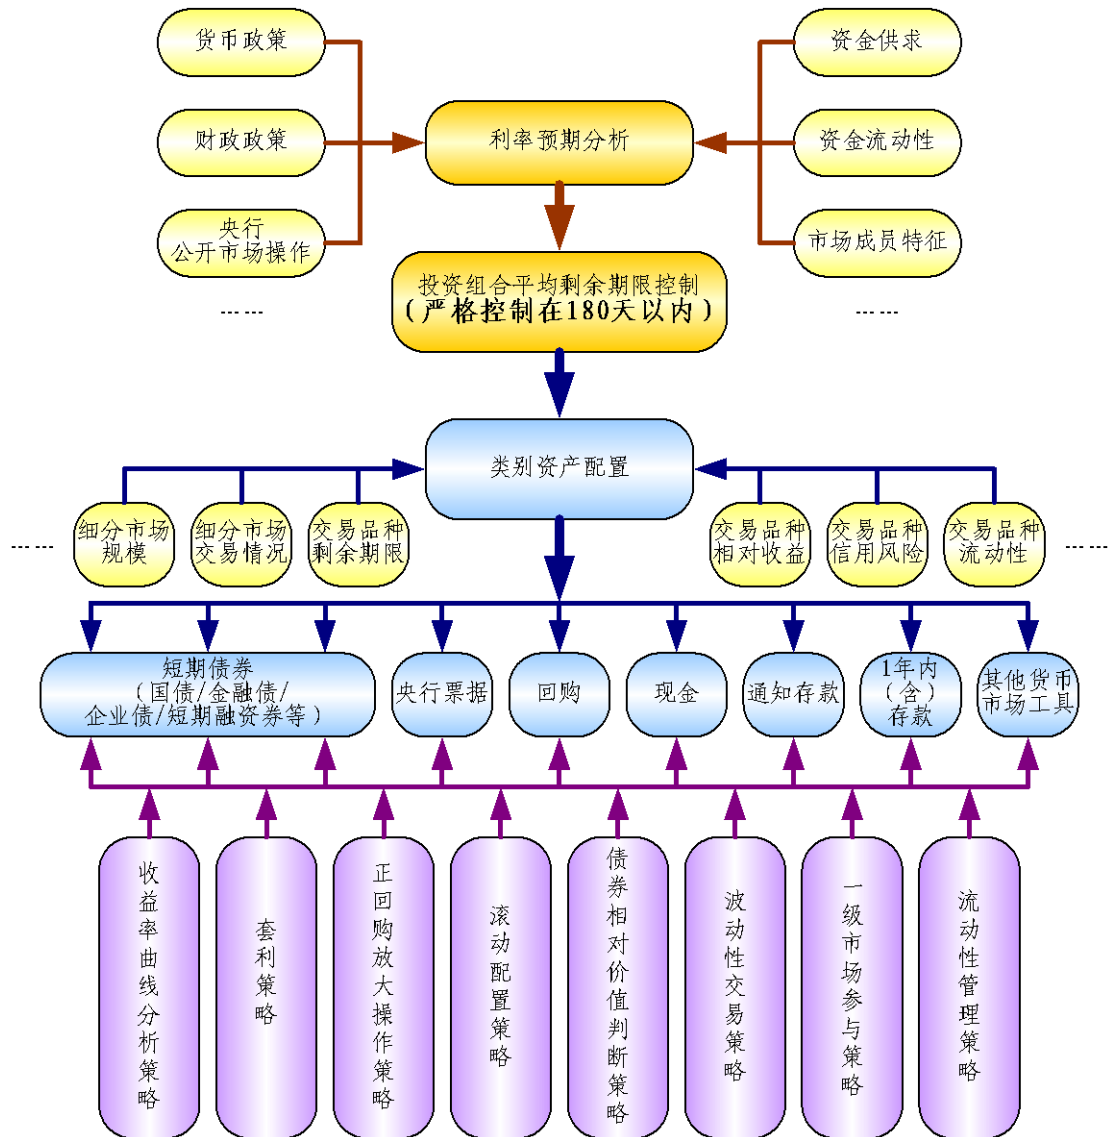 货币政策
资金供求
财政政策
利率预期分析
资金流动性
央行
公开市场操作
市场成员特征
投资组合平均剩余期限控制
（严格控制在180天以内）
…… ……
…… ……
类别资产配置
细分市场
规模
细分市场
交易情况
交易品种
剩余期限
交易品种
相对收益
交易品种
信用风险
交易品种
流动性
…… ……
…… ……
短期债券
（国债/金融债/
企业债/短期融资券等）
央行票据
回购
现金
通知存款
1年内
（含）
存款
其他货币
市场工具
收益率曲线分析策略
套利策略
正回购放大操作策略
滚动配置策略
债券相对价值判断策略
波动性交易策略
一级市场参与策略
流动性管理策略